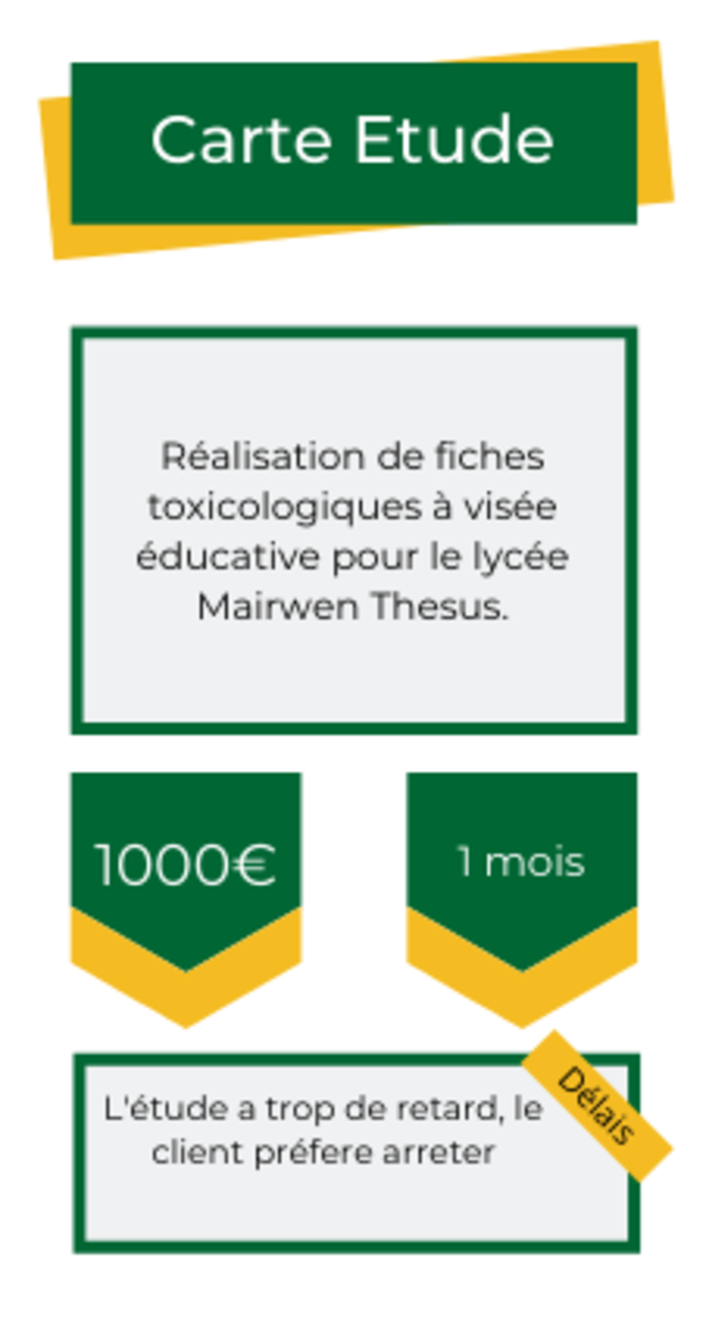 Carte Etude
Réalisation de fiches
toxicologiques à visée
éducative pour le lycée
Mairwen Thesus.
1000€
1 mois
Délais
L'étude a trop de retard, le
client préfere arreter